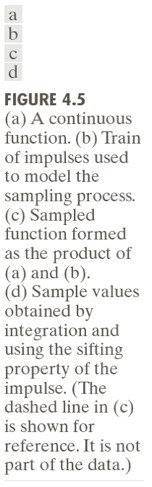 a
b
c
d
FIGURE 4.5
(a) A continuous
function. (b) Train
of impulses used
to model the
sampling process.
(c) Sampled
function formed
as the product of
(a) and (b).
(d) Sample values
obtained by
integration and
using the sifting
property of the
impulse. (The
dashed line in (c)
is shown for
reference. It is not
part of the data.)